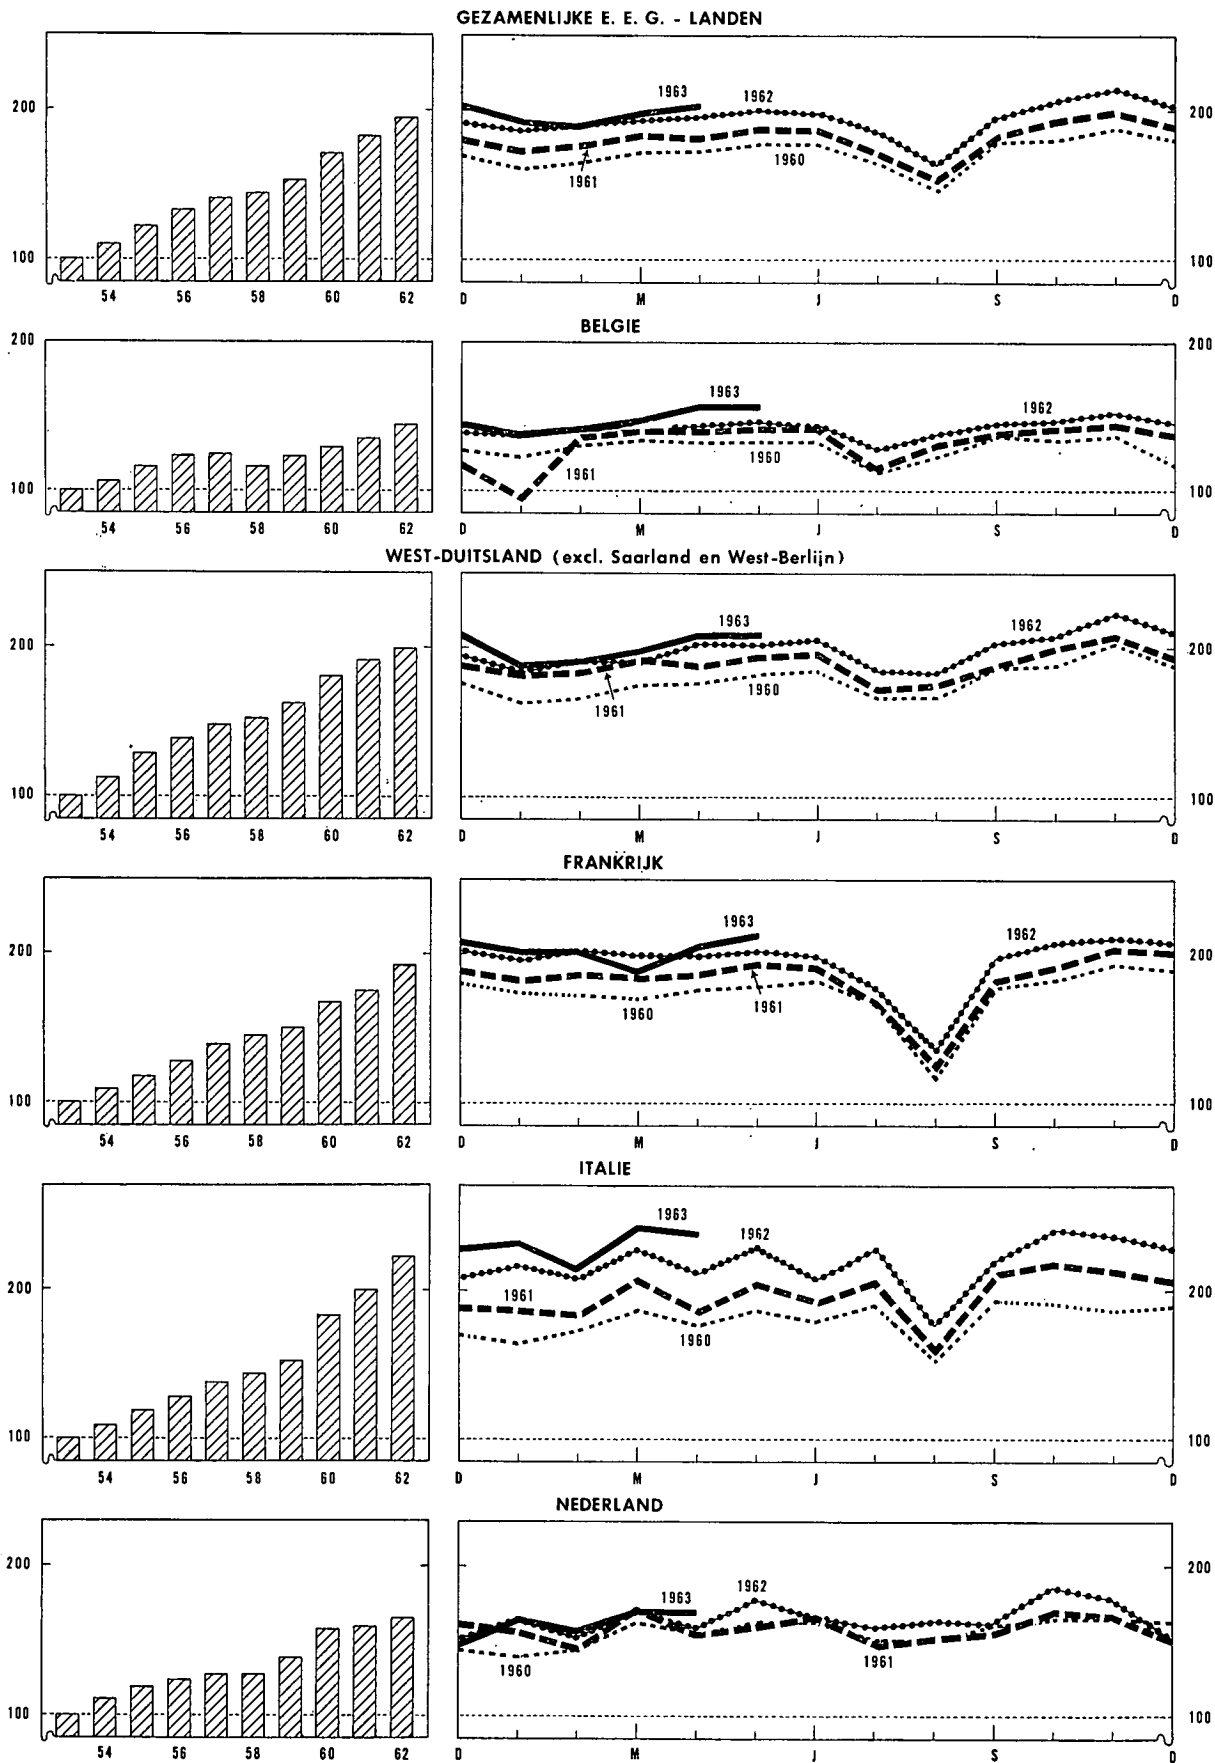 GEZAMENLIJKE E. E. G. - LANDEN
200
100
54 56 58 60 62
1963
1962
1961
1960
200
100
D M J S D
BELGIE
200
100
54 56 58 60 62
1963
1962
1961
1960
200
100
D M J S D
WEST-DUITSLAND (excl. Saarland en West-Berlijn)
200
100
54 56 58 60 62
1963
1962
1961
1960
200
100
D M J S D
FRANKRIJK
200
100
54 56 58 60 62
1963
1962
1961
1960
200
100
D M J S D
ITALIE
200
100
54 56 58 60 62
1963
1962
1961
1960
200
100
D M J S D
NEDERLAND
200
100
54 56 58 60 62
1963
1962
1961
1960
200
100
D M J S D